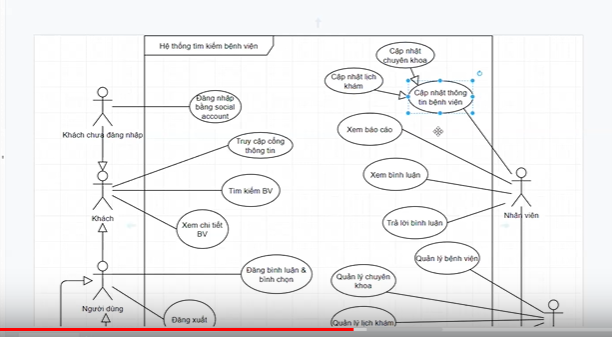 Hệ thống tìm kiếm bệnh viện
Cập nhật
chuyên khoa
Cập nhật lịch
khám
Cập nhật thông
tin bệnh viện
Đăng nhập
bằng social
account
Khách chưa đăng nhập
Xem báo cáo
Truy cập cổng
thông tin
Xem bình luận
Tìm kiếm BV
Khách
Nhân viên
Xem chi tiết
BV
Trả lời bình luận
Quản lý bệnh viện
Đăng bình luận &
bình chọn
Quản lý chuyên
khoa
Người dùng
Đăng xuất
Quản lý lịch khám